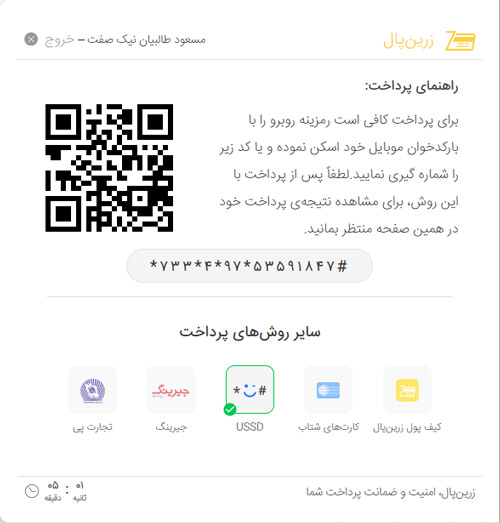 زرین‌پال
مسعود طالبیان نیک صفت – خروج
راهنمای پرداخت:
برای پرداخت کافی است رمزینه روبرو را با
بارکدخوان موبایل خود اسکن نموده و یا کد زیر
را شماره گیری نمایید.لطفاً پس از پرداخت با
این روش، برای مشاهده نتیجه‌ی پرداخت خود
در همین صفحه منتظر بمانید.
*۷۳۳*۴*۹۷*۵۳۵۹۱۸۴۷#
سایر روش‌های پرداخت
* #
جیرینگ
کیف پول زرین‌پال
کارت‌های شتاب
USSD
جیرینگ
تجارت پی
زرین‌پال، امنیت و ضمانت پرداخت شما
۰۵ : ۰۱
دقیقه ثانیه